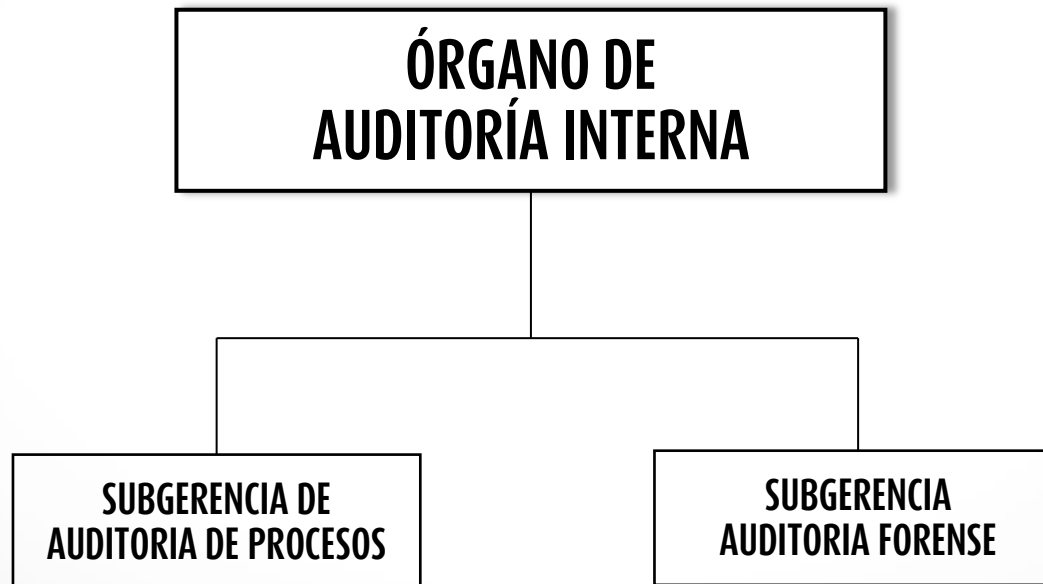 ÓRGANO DE
AUDITORÍA INTERNA
SUBGERENCIA DE
AUDITORIA DE PROCESOS
SUBGERENCIA
AUDITORIA FORENSE